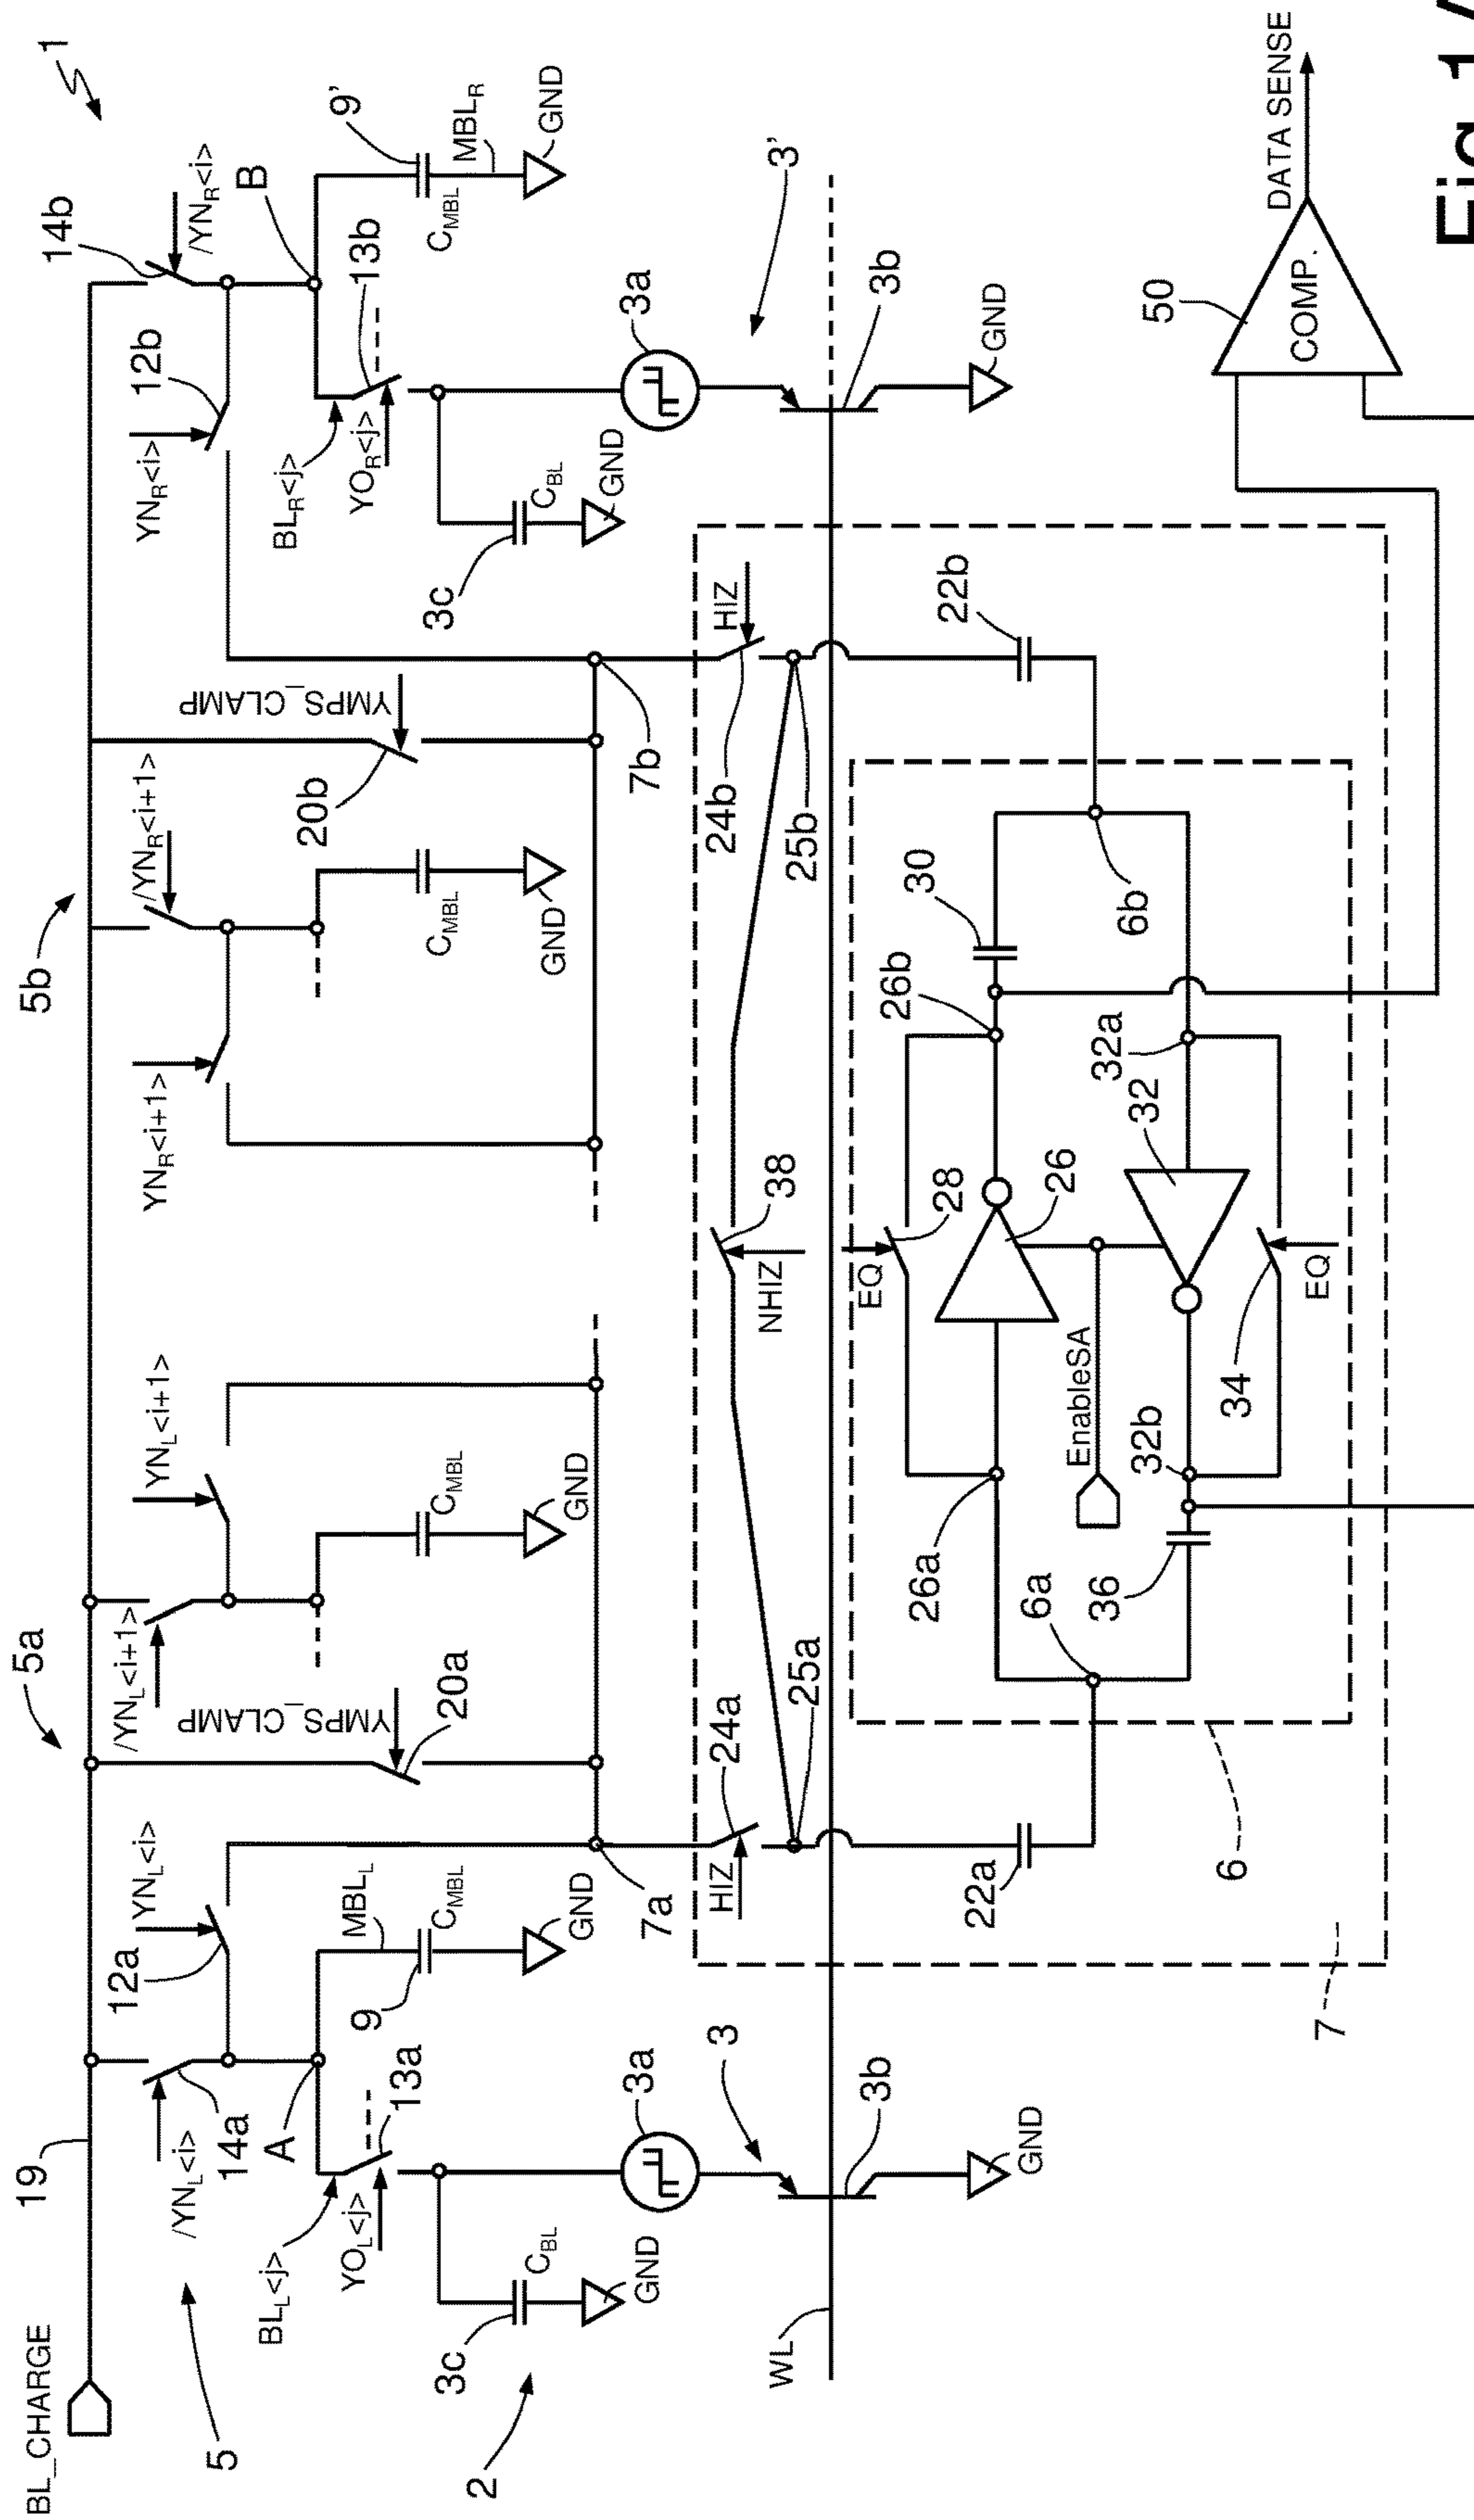 BL_CHARGE
19
5
5a
5b
1
/YN_L<i>
14a
12a
YN_L<i>
/YN_L<i+1>
YN_L<i+1>
YN_R<i+1>
/YN_R<i+1>
YN_R<i>
12b
14b
/YN_R<i>
A
B
BL_L<j>
YO_L<j>
13a
9
MBL_L
C_MBL
GND
YMPS_CLAMP
20a
C_MBL
GND
C_MBL
GND
20b
YMPS_CLAMP
BL_R<j>
YO_R<j>
13b
C_MBL
MBL_R
9'
GND
2
3c
C_BL
GND
3a
3
7a
7b
3c
C_BL
GND
3a
3'
HIZ
24a
25a
NHIZ
38
24b
HIZ
25b
WL
3b
GND
3b
GND
22a
22b
EQ
28
26
26a
26b
30
6a
6b
EnableSA
32
32a
32b
36
34
EQ
6
7
50
COMP.
DATA SENSE